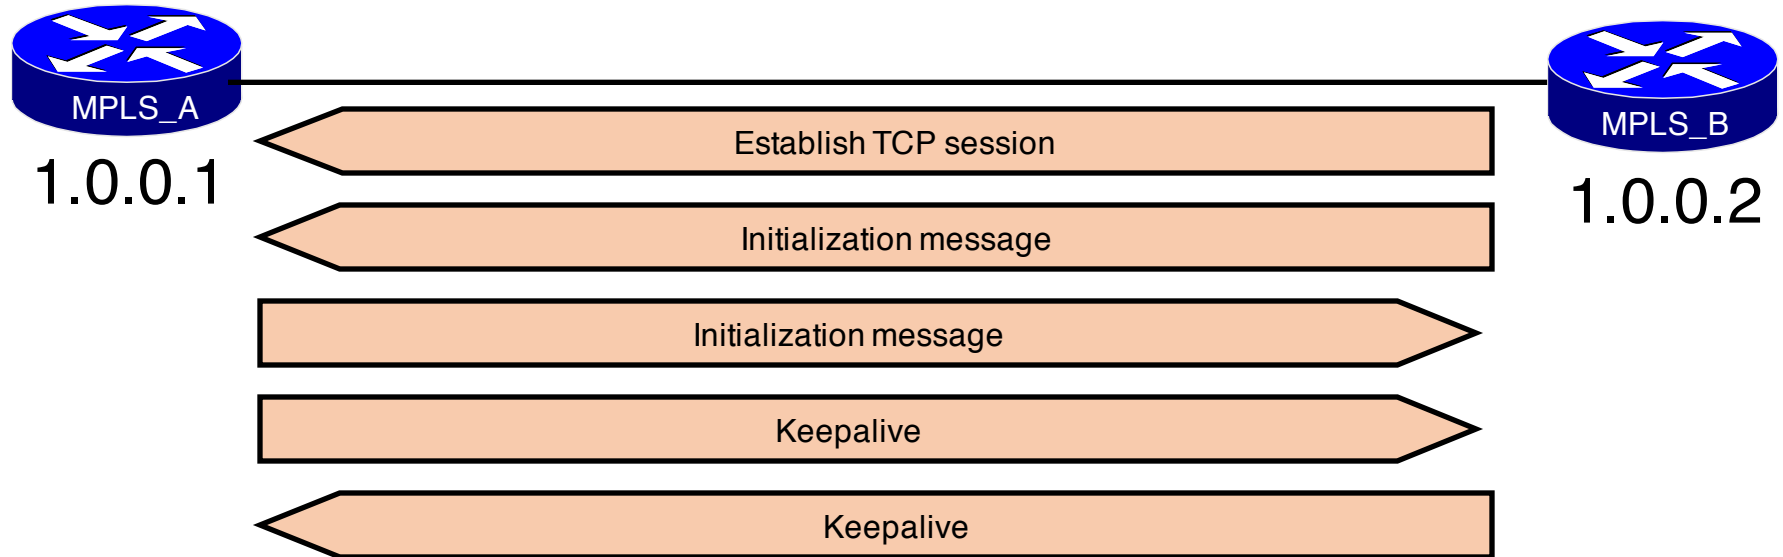 MPLS_A
MPLS_B
1.0.0.1
1.0.0.2
Establish TCP session
Initialization message
Initialization message
Keepalive
Keepalive